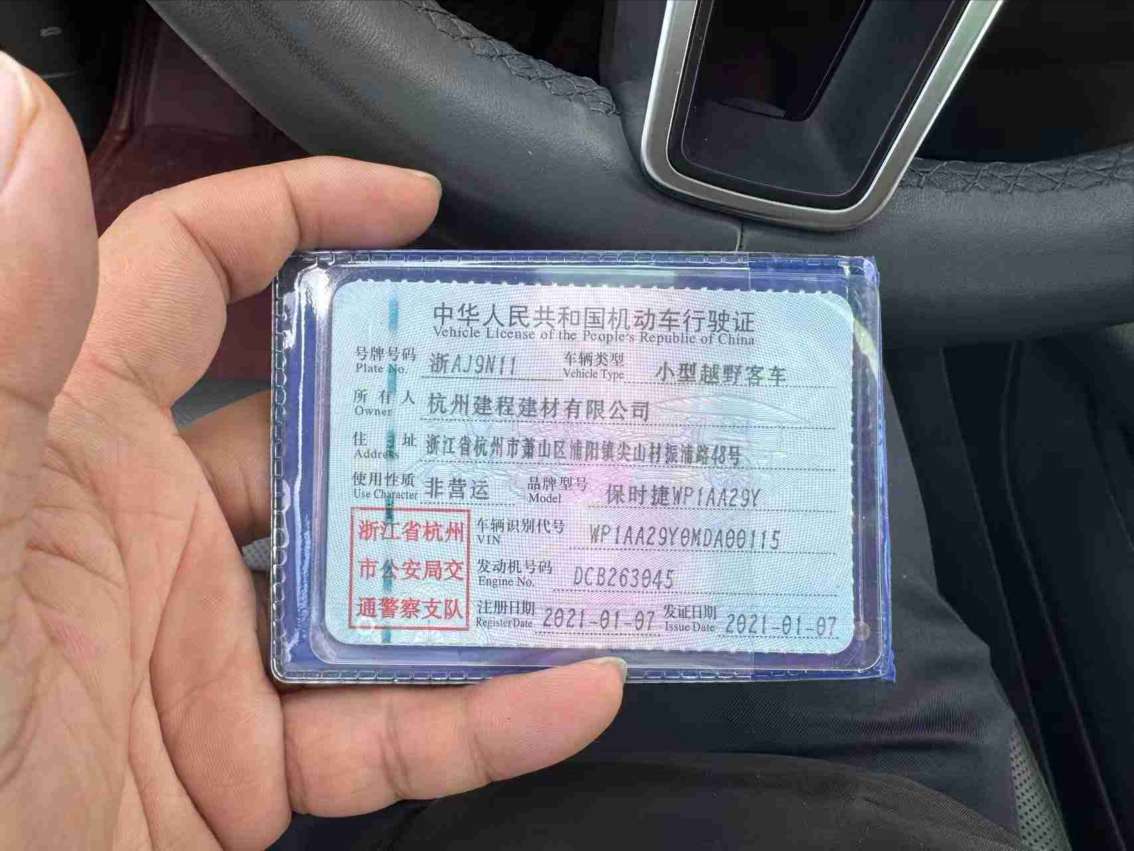 中华人民共和国机动车行驶证
Vehicle License of the People's Republic of China
号牌号码 浙AJ9N11 车辆类型 小型越野客车
Plate No. Vehicle Type
所有人 杭州建程建材有限公司
Owner
住址 浙江省杭州市萧山区浦阳镇尖山村振浦路48号
Address
使用性质 非营运 品牌型号 保时捷WP1AA29Y
Use Character Model
浙江省杭州
市公安局交
通警察支队
车辆识别代号 WP1AA29Y0MDA00115
VIN
发动机号码 DCB263045
Engine No.
注册日期 2021-01-07 发证日期 2021-01-07
Register Date Issue Date